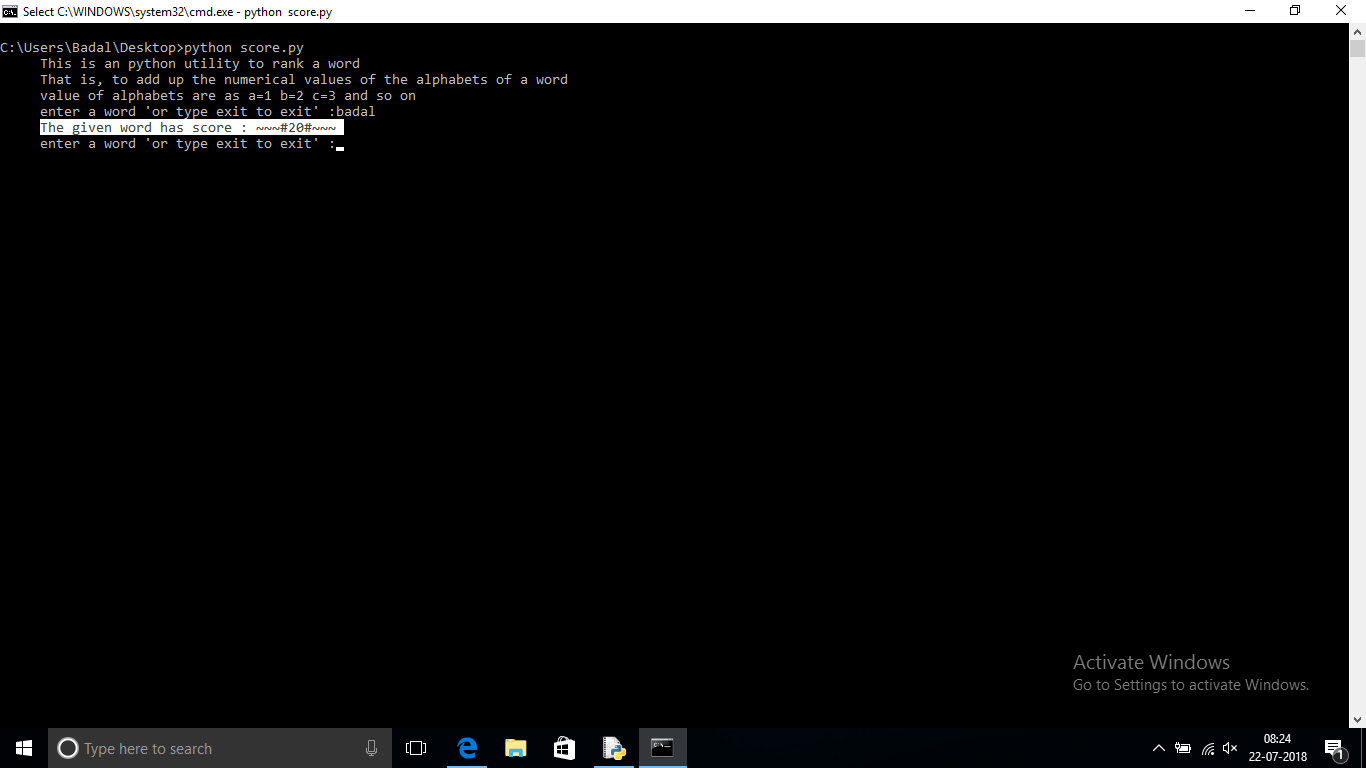 Select C:\WINDOWS\system32\cmd.exe - python  score.py
C:\Users\Badal\Desktop>python score.py
This is an python utility to rank a word
That is, to add up the numerical values of the alphabets of a word
value of alphabets are as a=1 b=2 c=3 and so on
enter a word 'or type exit to exit' :badal
The given word has score : ~~~#20#~~~
enter a word 'or type exit to exit' :
Activate Windows
Go to Settings to activate Windows.
Type here to search
08:24
22-07-2018
1